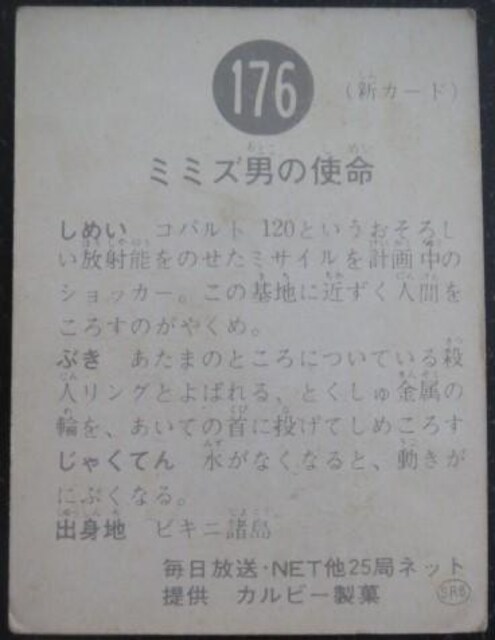 176
(新カード)
ミミズ男の使命
しめい コバルト 120というおそろし
い放射能をのせたミサイルを計画中の
ショッカー。この基地に近ずく人間を
ころすのがやくめ。
ぶき あたまのところについている殺
人リングとよばれる、とくしゅ金属の
輪を、あいての首に投げてしめころす
じゃくてん 水がなくなると、動きが
にぶくなる。
出身地 ビキニ諸島
毎日放送·NET他25局ネット
提供 カルビー製菓
SR6